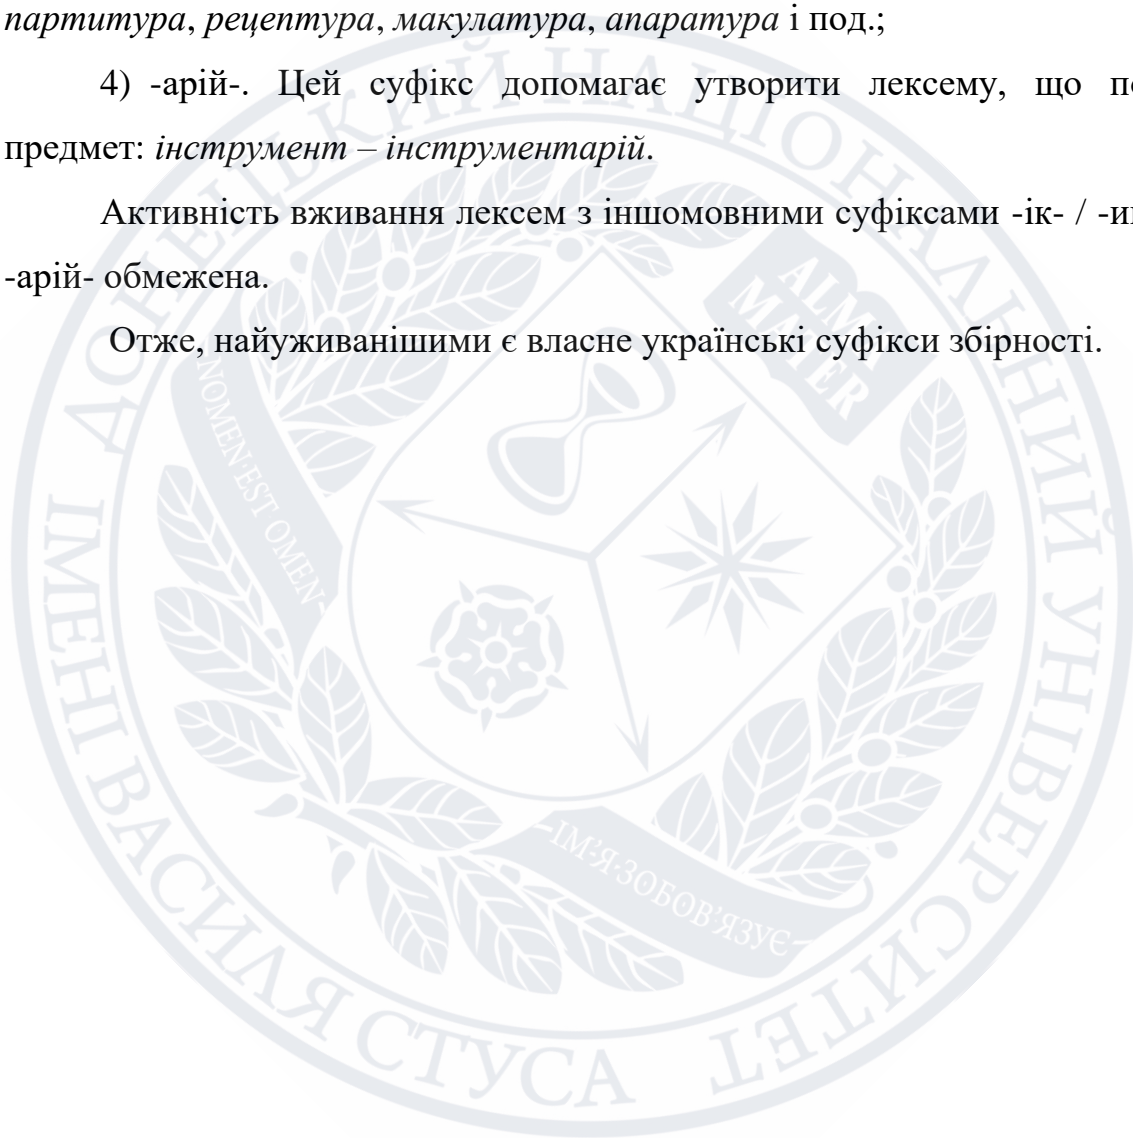 партитура, рецептура, макулатура, апаратура і под.;
4) -арій-. Цей суфікс допомагає утворити лексему, що
предмет: інструмент – інструментарій.
Активність вживання лексем з іншомовними суфіксами -ік- /
-арій- обмежена.
Отже, найуживанішими є власне українські суфікси збірності.
ДОНЕЦЬКИЙ НАЦІОНАЛЬНИЙ УНІВЕРСИТЕТ
ІМЕНІ ВАСИЛЯ СТУСА
ALMA
MATER
NOMEN·EST OMEN
ІМ'Я·ЗОБОВ'ЯЗУЄ